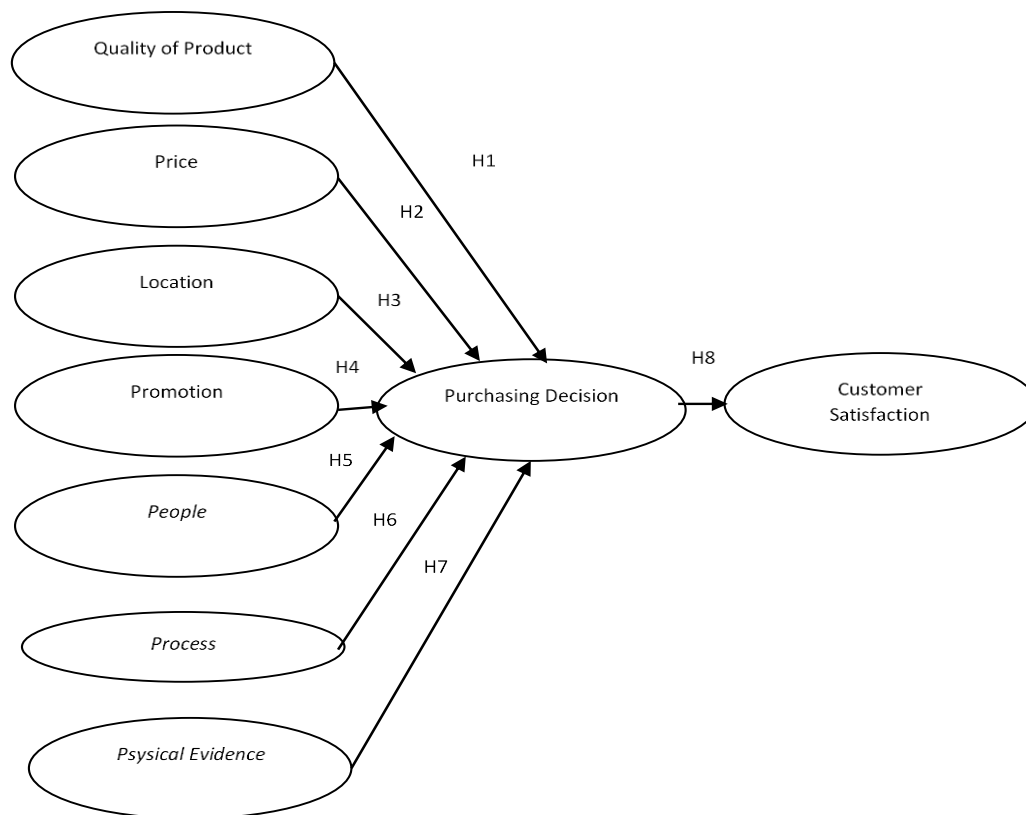 Quality of Product
H1
Price
H2
Location
H3
H4
Promotion
Purchasing Decision
H8
Customer
Satisfaction
H5
People
H6
H7
Process
Psysical Evidence